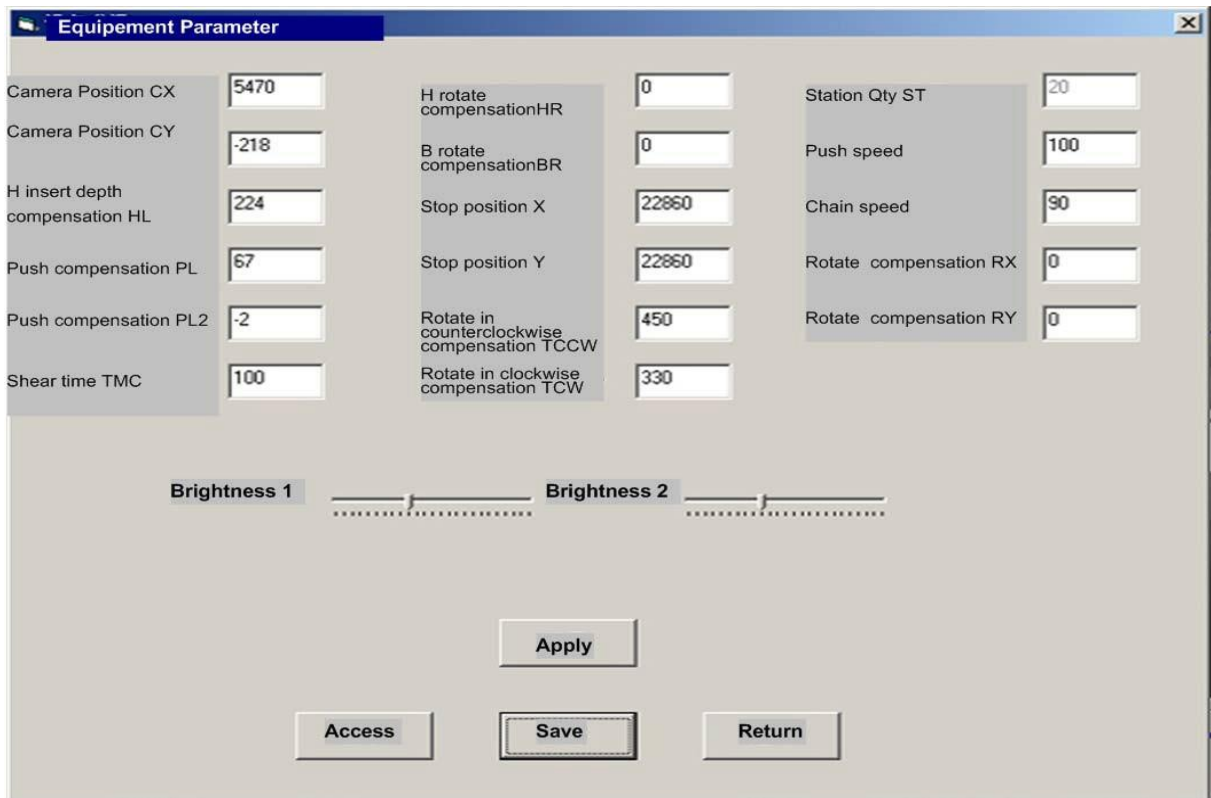 Equipement Parameter
Camera Position CX
5470
Camera Position CY
-218
H insert depth
compensation HL
224
Push compensation PL
67
Push compensation PL2
-2
Shear time TMC
100
H rotate
compensationHR
0
B rotate
compensationBR
0
Stop position X
22860
Stop position Y
22860
Rotate in
counterclockwise
compensation TCCW
450
Rotate in clockwise
compensation TCW
330
Station Qty ST
20
Push speed
100
Chain speed
90
Rotate compensation RX
0
Rotate compensation RY
0
Brightness 1
Brightness 2
Apply
Access
Save
Return